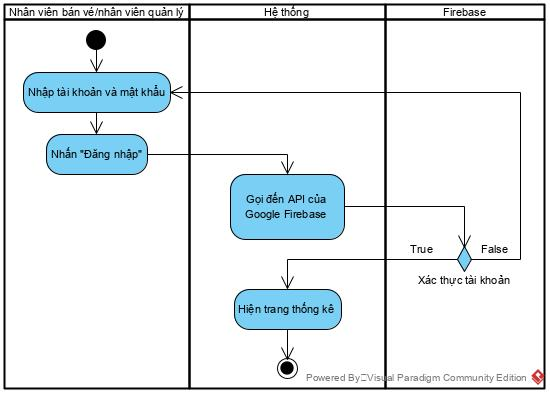 Nhân viên bán vé/nhân viên quản lý
Hệ thống
Firebase
Nhập tài khoản và mật khẩu
Nhấn "Đăng nhập"
Gọi đến API của
Google Firebase
True
False
Xác thực tài khoản
Hiện trang thống kê
Powered By Visual Paradigm Community Edition